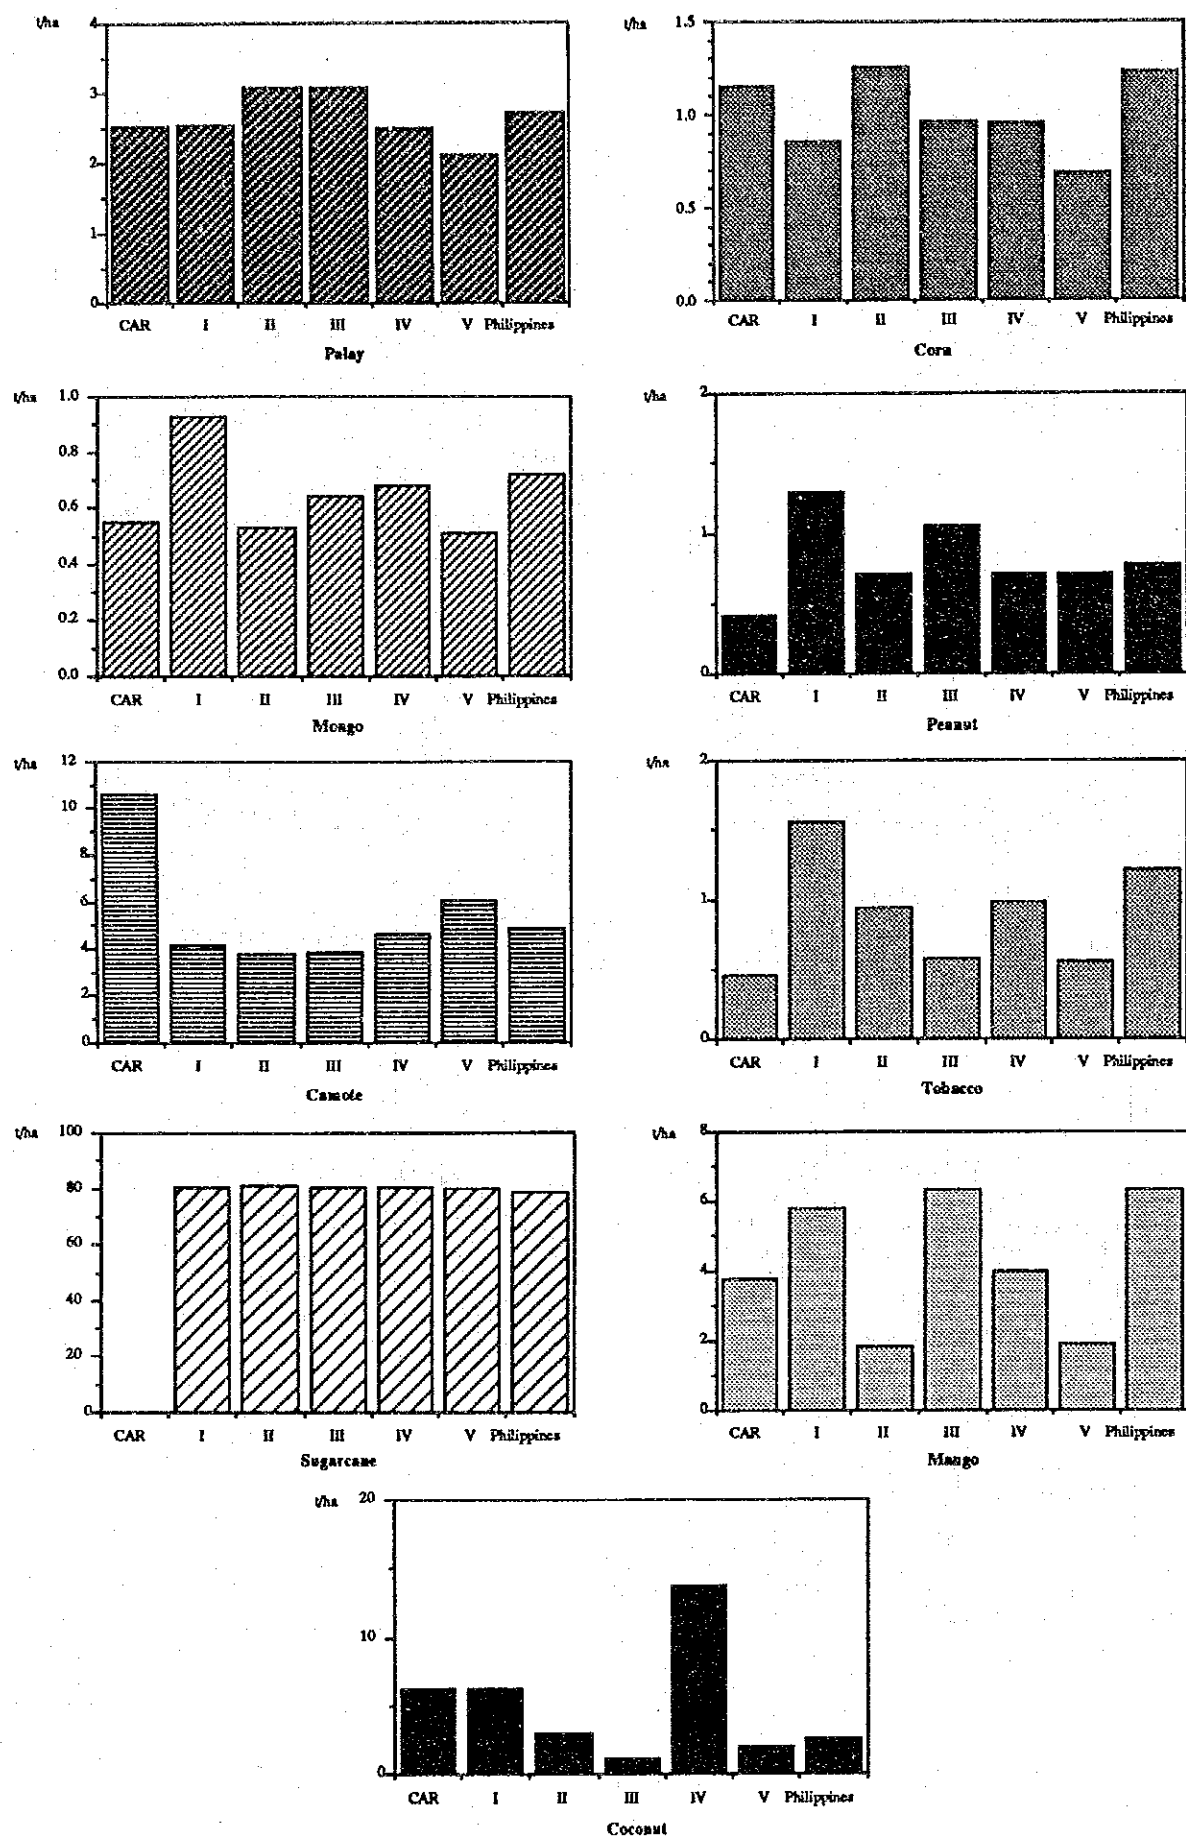 t/ha
4
3
2
1
0
CAR I II III IV V Philippines
Palay
t/ha
1.5
1.0
0.5
0.0
CAR I II III IV V Philippines
Corn
t/ha
1.0
0.8
0.6
0.4
0.2
0.0
CAR I II III IV V Philippines
Mongo
t/ha
2
1
0
CAR I II III IV V Philippines
Peanut
t/ha
12
10
8
6
4
2
0
CAR I II III IV V Philippines
Camote
t/ha
2
1
0
CAR I II III IV V Philippines
Tobacco
t/ha
100
80
60
40
20
0
CAR I II III IV V Philippines
Sugarcane
t/ha
8
6
4
2
0
CAR I II III IV V Philippines
Mango
t/ha
20
10
0
CAR I II III IV V Philippines
Coconut